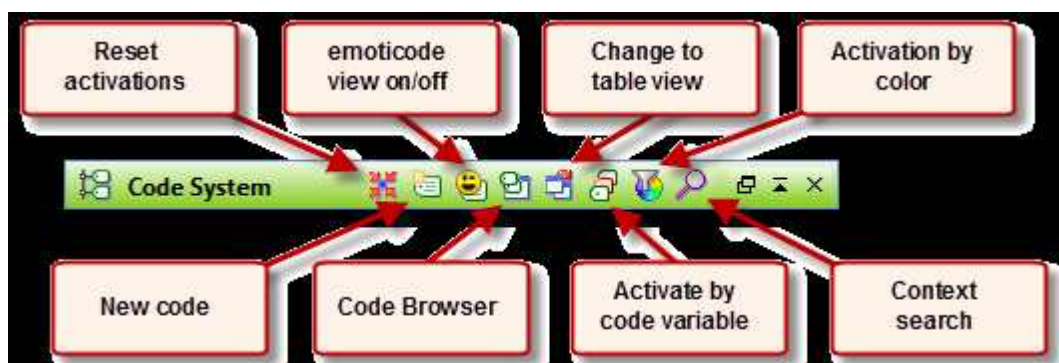 Reset
activations
emoticode
view on/off
Change to
table view
Activation by
color
Code System
New code
Code Browser
Activate by
code variable
Context
search